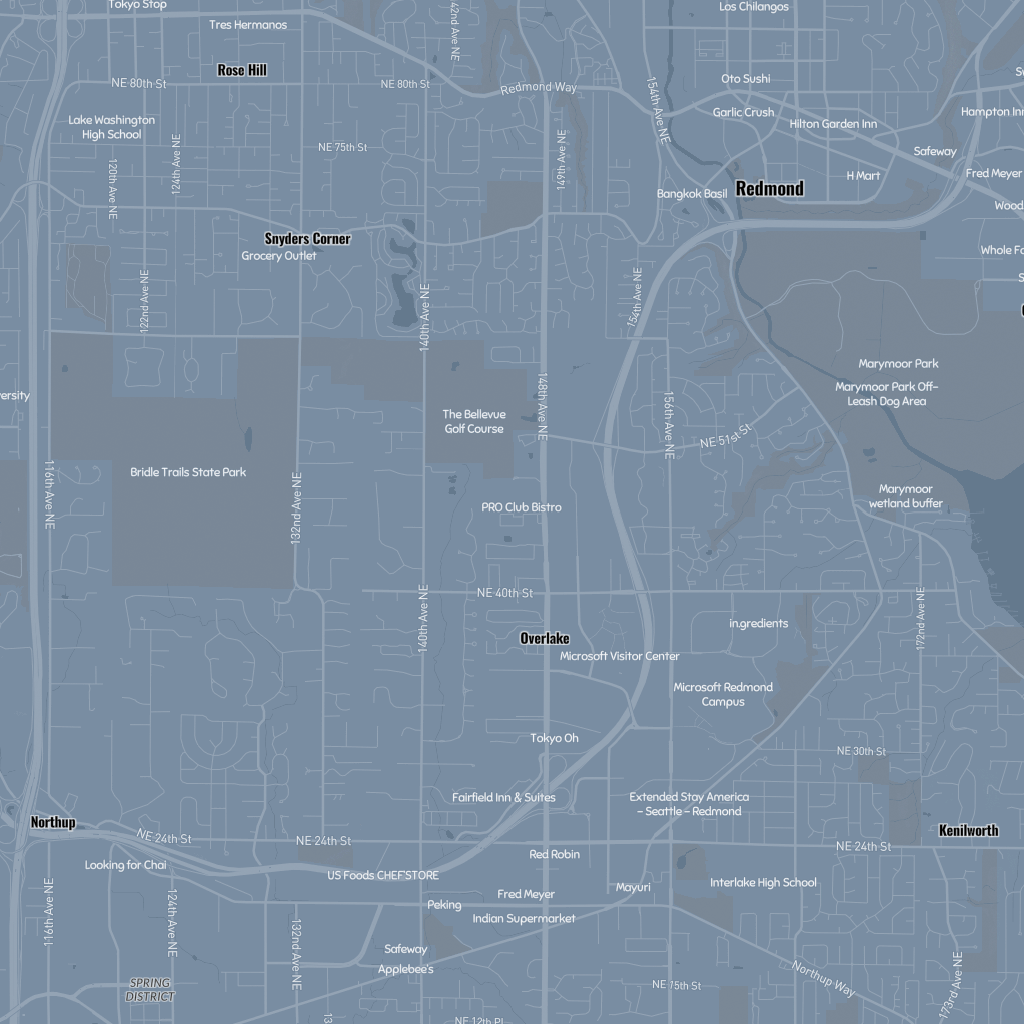 Tokyo Stop
Tres Hermanos
42nd Ave NE
Los Chilangos
Rose Hill
NE 80th St
NE 80th St
Redmond Way
Oto Sushi
154th Ave NE
Garlic Crush
Hilton Garden Inn
Hampton Inn
Lake Washington
High School
NE 75th St
124th Ave NE
149th Ave NE
Safeway
120th Ave NE
H Mart
Fred Meyer
Bangkok Basil
Redmond
Snyders Corner
Grocery Outlet
Whole Fo
122nd Ave NE
140th Ave NE
154th Ave NE
Marymoor Park
Marymoor Park Off-
Leash Dog Area
ersity
148th Ave NE
156th Ave NE
The Bellevue
Golf Course
NE 51st St
Bridle Trails State Park
116th Ave NE
132nd Ave NE
PRO Club Bistro
Marymoor
wetland buffer
NE 40th St
140th Ave NE
172nd Ave NE
in.gredients
Overlake
Microsoft Visitor Center
Microsoft Redmond
Campus
Tokyo Oh
NE 30th St
Fairfield Inn & Suites
Extended Stay America
- Seattle - Redmond
Northup
NE 24th St
NE 24th St
NE 24th St
Kenilworth
Looking for Chai
Red Robin
US Foods CHEF'STORE
Mayuri
Interlake High School
116th Ave NE
124th Ave NE
132nd Ave NE
Peking
Fred Meyer
Indian Supermarket
Safeway
Applebee's
SPRING
DISTRICT
NE 15th St
Northup Way
173rd Ave NE
NE 12th Pl